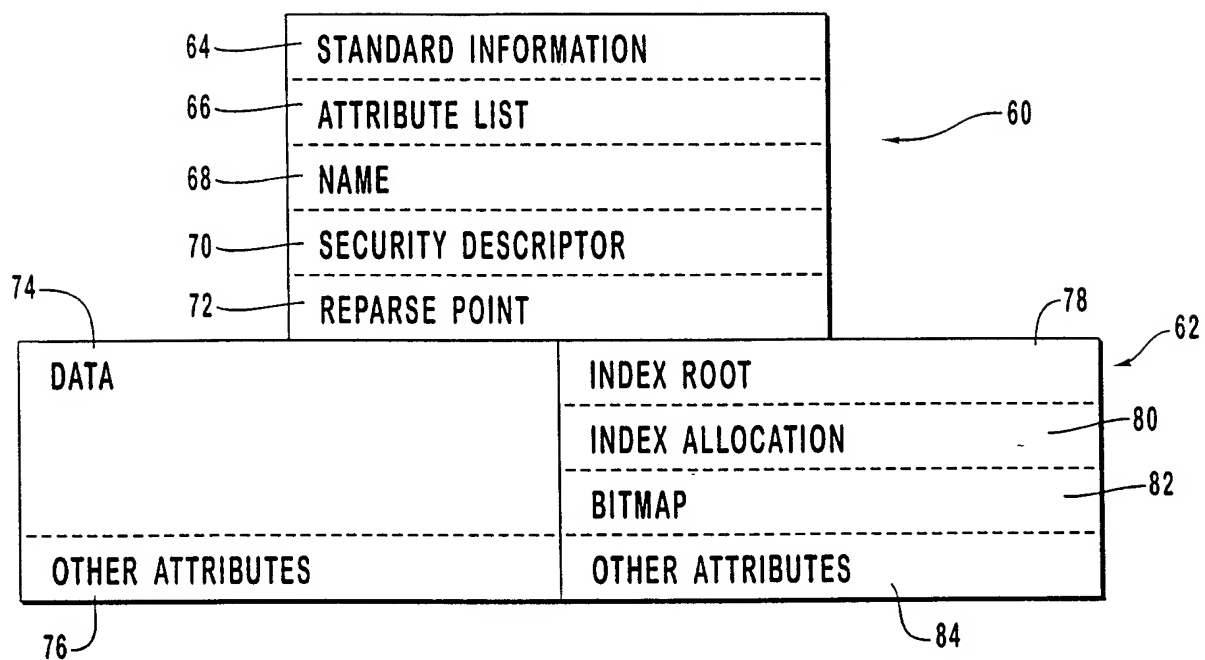 64 STANDARD INFORMATION
66 ATTRIBUTE LIST
60
68 NAME
70 SECURITY DESCRIPTOR
72 REPARSE POINT
74
78
62
DATA
INDEX ROOT
INDEX ALLOCATION 80
BITMAP 82
OTHER ATTRIBUTES
OTHER ATTRIBUTES
76
84